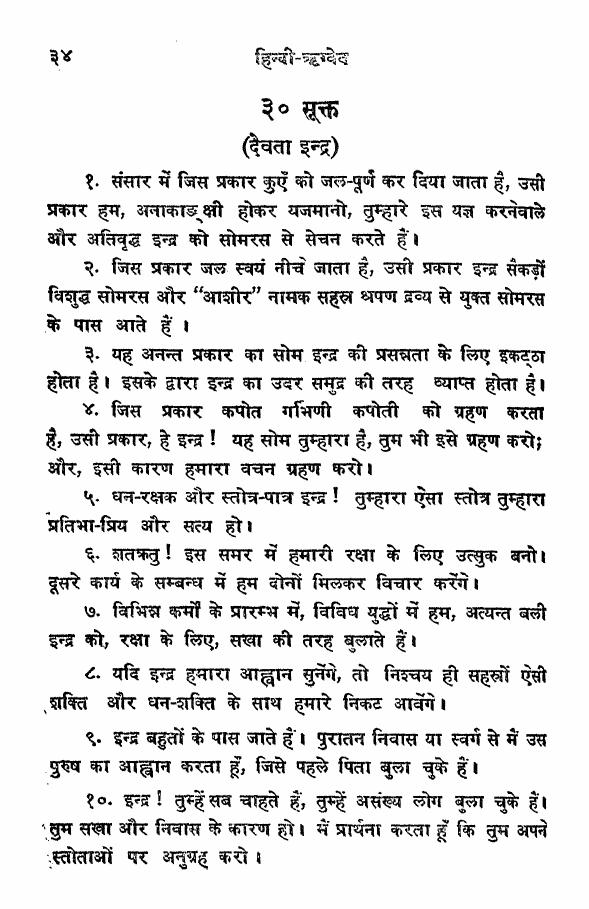 ३४
हिन्दी-ऋग्वेद
३० सूक्त
(देवता इन्द्र)
१. संसार में जिस प्रकार कुएँ को जल-पूर्ण कर दिया जाता है, उसी
प्रकार हम, अनाकाङ्क्षी होकर यजमानो, तुम्हारे इस यज्ञ करनेवाले
और अतिवृद्ध इन्द्र को सोमरस से सेचन करते हैं।
२. जिस प्रकार जल स्वयं नीचे जाता है, उसी प्रकार इन्द्र सैकड़ों
विशुद्ध सोमरस और “आशीर” नामक सहस्र श्रपण द्रव्य से युक्त सोमरस
के पास आते हैं ।
३. यह अनन्त प्रकार का सोम इन्द्र की प्रसन्नता के लिए इकट्ठा
होता है। इसके द्वारा इन्द्र का उदर समुद्र की तरह व्याप्त होता है।
४. जिस प्रकार कपोत गर्भिणी कपोती को ग्रहण करता
है, उसी प्रकार, हे इन्द्र ! यह सोम तुम्हारा है, तुम भी इसे ग्रहण करो;
और, इसी कारण हमारा वचन ग्रहण करो।
५. धन-रक्षक और स्तोत्र-पात्र इन्द्र ! तुम्हारा ऐसा स्तोत्र तुम्हारा
प्रतिभा-प्रिय और सत्य हो।
६. शतक्रतु ! इस समर में हमारी रक्षा के लिए उत्सुक बनो।
दूसरे कार्य के सम्बन्ध में हम दोनों मिलकर विचार करेंगे।
७. विभिन्न कर्मों के प्रारम्भ में, विविध युद्धों में हम, अत्यन्त बली
इन्द्र को, रक्षा के लिए, सखा की तरह बुलाते हैं।
८. यदि इन्द्र हमारा आह्वान सुनेंगे, तो निश्चय ही सहस्रों ऐसी
शक्ति और धन-शक्ति के साथ हमारे निकट आवेंगे।
९. इन्द्र बहुतों के पास जाते हैं। पुरातन निवास या स्वर्ग से मैं उस
पुरुष का आह्वान करता हूँ, जिसे पहले पिता बुला चुके हैं।
१०. इन्द्र ! तुम्हें सब चाहते हैं, तुम्हें असंख्य लोग बुला चुके हैं।
तुम सखा और निवास के कारण हो। मैं प्रार्थना करता हूँ कि तुम अपने
स्तोताओं पर अनुग्रह करो ।